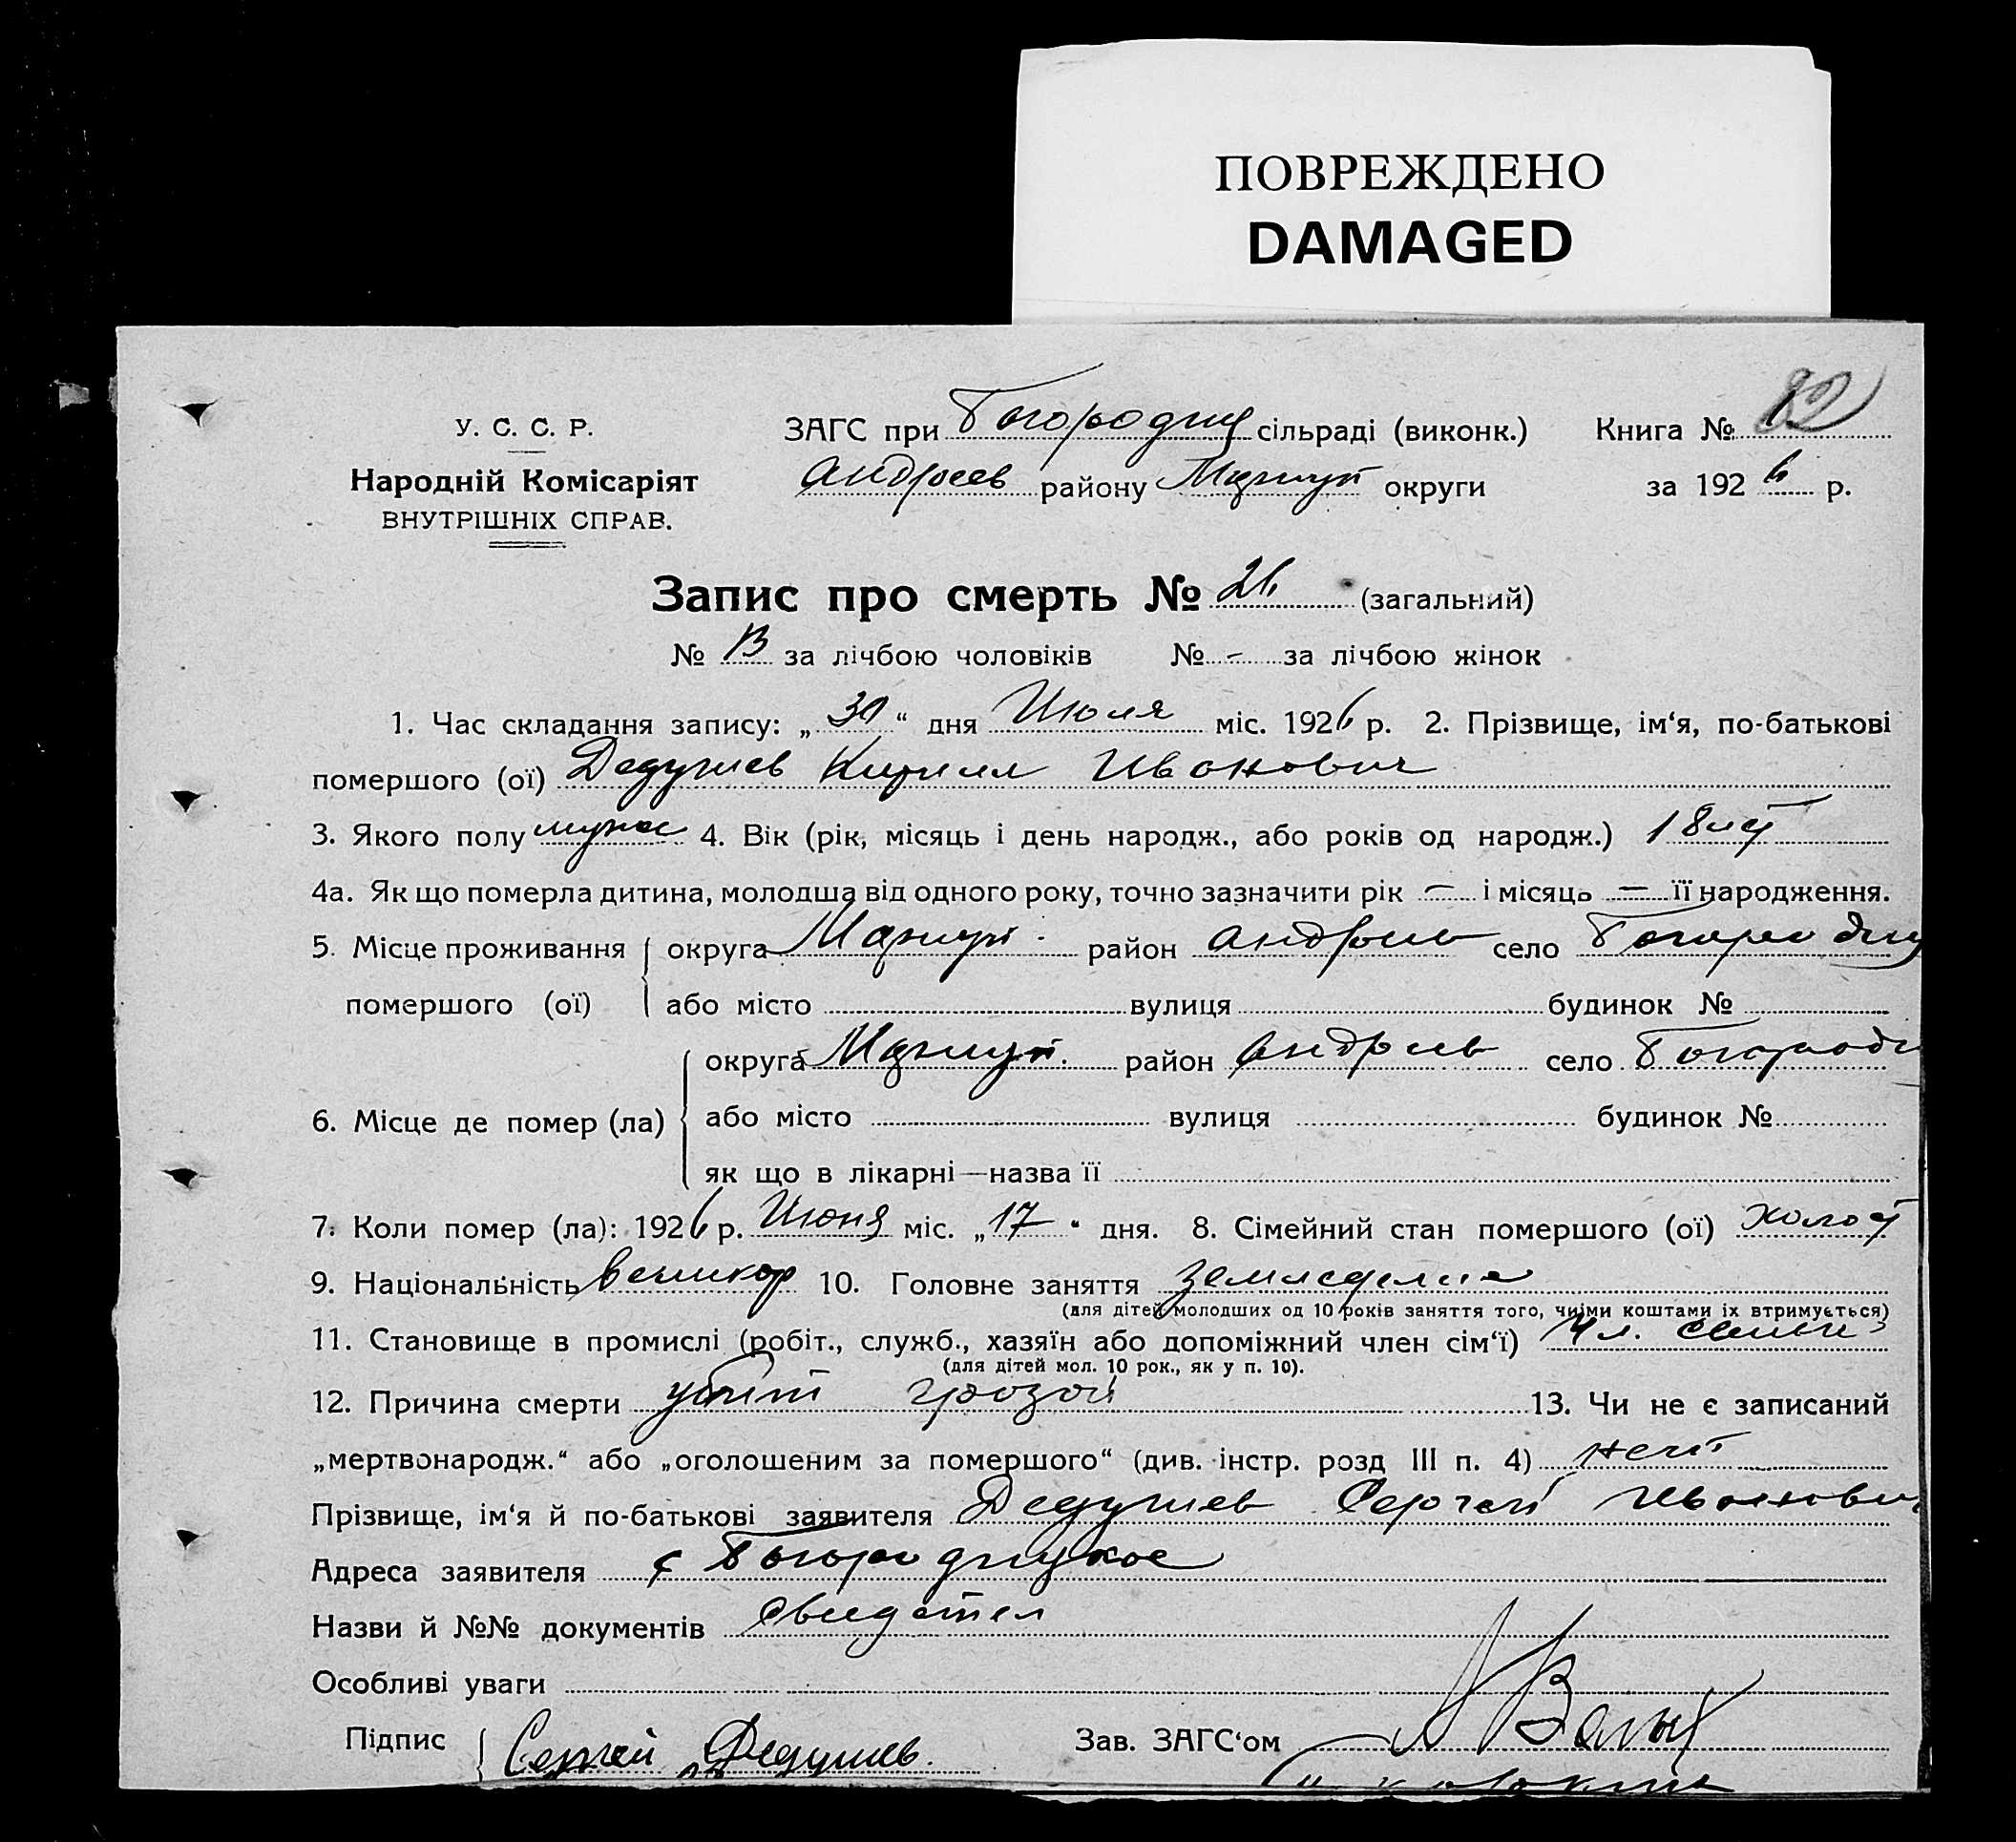 ПОВРЕЖДЕНО
DAMAGED
У. С. С. Р.
Народній Комісаріят
ВНУТРІШНІХ СПРАВ.
ЗАГС при Богородиц сільраді (виконк.)
Андреев району Мариуп округи
Книга №
за 1926 р.
Запис про смерть № 26 (загальний)
№ 13 за лічбою чоловіків № - за лічбою жінок
1. Час складання запису: „30“ дня Июля міс. 1926 р. 2. Прізвище, ім‘я, по-батькові
помершого (ої) Дедушев Кирилл Иванович
3. Якого полу мужс 4. Вік (рік, місяць і день народж., або років од народж.) 18 лет
4а. Як що померла дитина, молодша від одного року, точно зазначити рік — і місяць — її народження.
5. Місце проживання помершого (ої) округа Мариуп. район Андреев село Богородиц
або місто вулиця будинок №
6. Місце де помер (ла) округа Мариуп. район Андреев село Богороди
або місто вулиця будинок №
як що в лікарні—назва її
7. Коли помер (ла): 1926 р. Июня міс. „17“ дня. 8. Сімейний стан помершого (ої) холост
9. Національність великор 10. Головне заняття земледелие
(для дітей молодших од 10 років заняття того, чиїми коштами їх втримується)
11. Становище в промислі (робіт., служб., хазяїн або допоміжний член сім‘ї) чл. семьи
(для дітей мол. 10 рок., як у п. 10).
12. Причина смерти убит грозой 13. Чи не є записаний
„мертвонародж.“ або „оголошеним за помершого“ (див. інстр. розд III п. 4) нет
Прізвище, ім‘я й по-батькові заявителя Дедушев Сергей Иванович
Адреса заявителя с Богородицкое
Назви й №№ документів Свидетел
Особливі уваги
Підпис Сергей Дедушев. Зав. ЗАГС‘ом